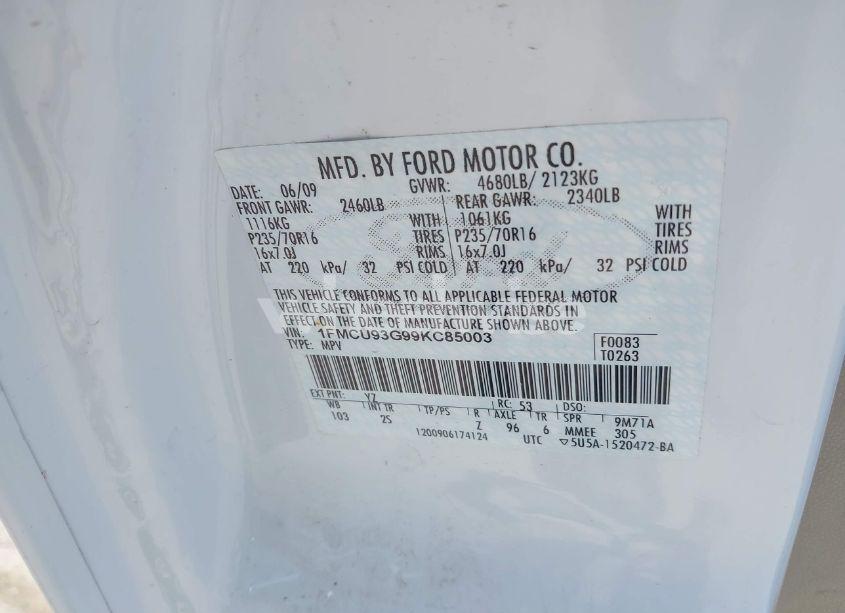 MFD. BY FORD MOTOR CO.
DATE: 06/09 GVWR: 4680LB/ 2123KG
FRONT GAWR: 2460LB REAR GAWR: 2340LB
1116KG WITH 1061KG WITH
P235/70R16 TIRES P235/70R16 TIRES
16x7.0J RIMS 16x7.0J RIMS
AT 220 kPa/ 32 PSI COLD AT 220 kPa/ 32 PSI COLD
THIS VEHICLE CONFORMS TO ALL APPLICABLE FEDERAL MOTOR
VEHICLE SAFETY AND THEFT PREVENTION STANDARDS IN
EFFECT ON THE DATE OF MANUFACTURE SHOWN ABOVE.
VIN: 1FMCU93G99KC85003 F0083
TYPE: MPV T0263
EXT PNT: YZ RC: 53 DSO:
WB INT TR TP/PS R AXLE TR SPR 9M71A
103 2S Z 96 6 MMEE 305
1200906174124 UTC ▽5U5A-1520472-BA